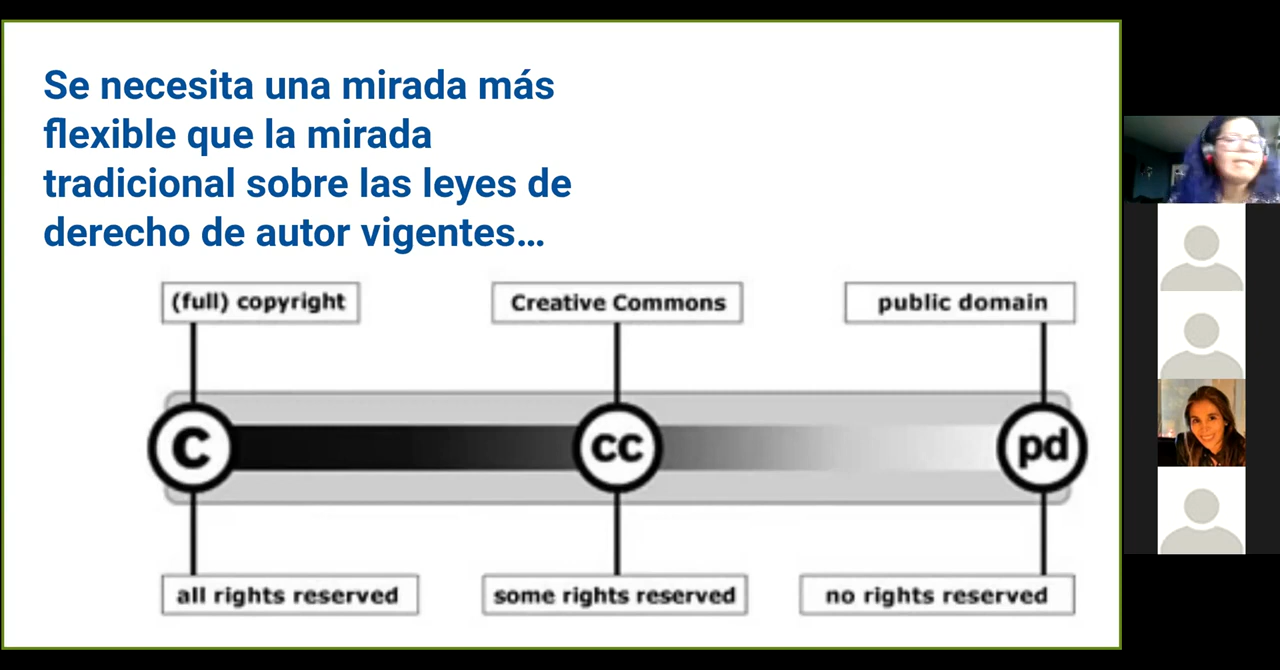 Se necesita una mirada más
flexible que la mirada
tradicional sobre las leyes de
derecho de autor vigentes...
(full) copyright
Creative Commons
public domain
C
cc
pd
all rights reserved
some rights reserved
no rights reserved